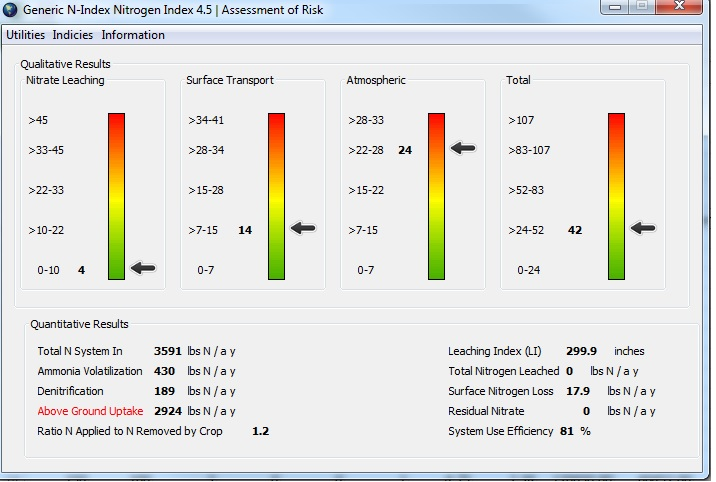 Generic N-Index Nitrogen Index 4.5 | Assessment of Risk
Utilities Indicies Information
Qualitative Results
Nitrate Leaching Surface Transport Atmospheric Total
>45 >34-41 >28-33 >107
>33-45 >28-34 >22-28 24 >83-107
>22-33 >15-28 >15-22 >52-83
>10-22 >7-15 14 >7-15 >24-52 42
0-10 4 0-7 0-7 0-24
Quantitative Results
Total N System In 3591 lbs N / a y Leaching Index (LI) 299.9 inches
Ammonia Volatilization 430 lbs N / a y Total Nitrogen Leached 0 lbs N / a y
Denitrification 189 lbs N / a y Surface Nitrogen Loss 17.9 lbs N / a y
Above Ground Uptake 2924 lbs N / a y Residual Nitrate 0 lbs N / a y
Ratio N Applied to N Removed by Crop 1.2 System Use Efficiency 81 %